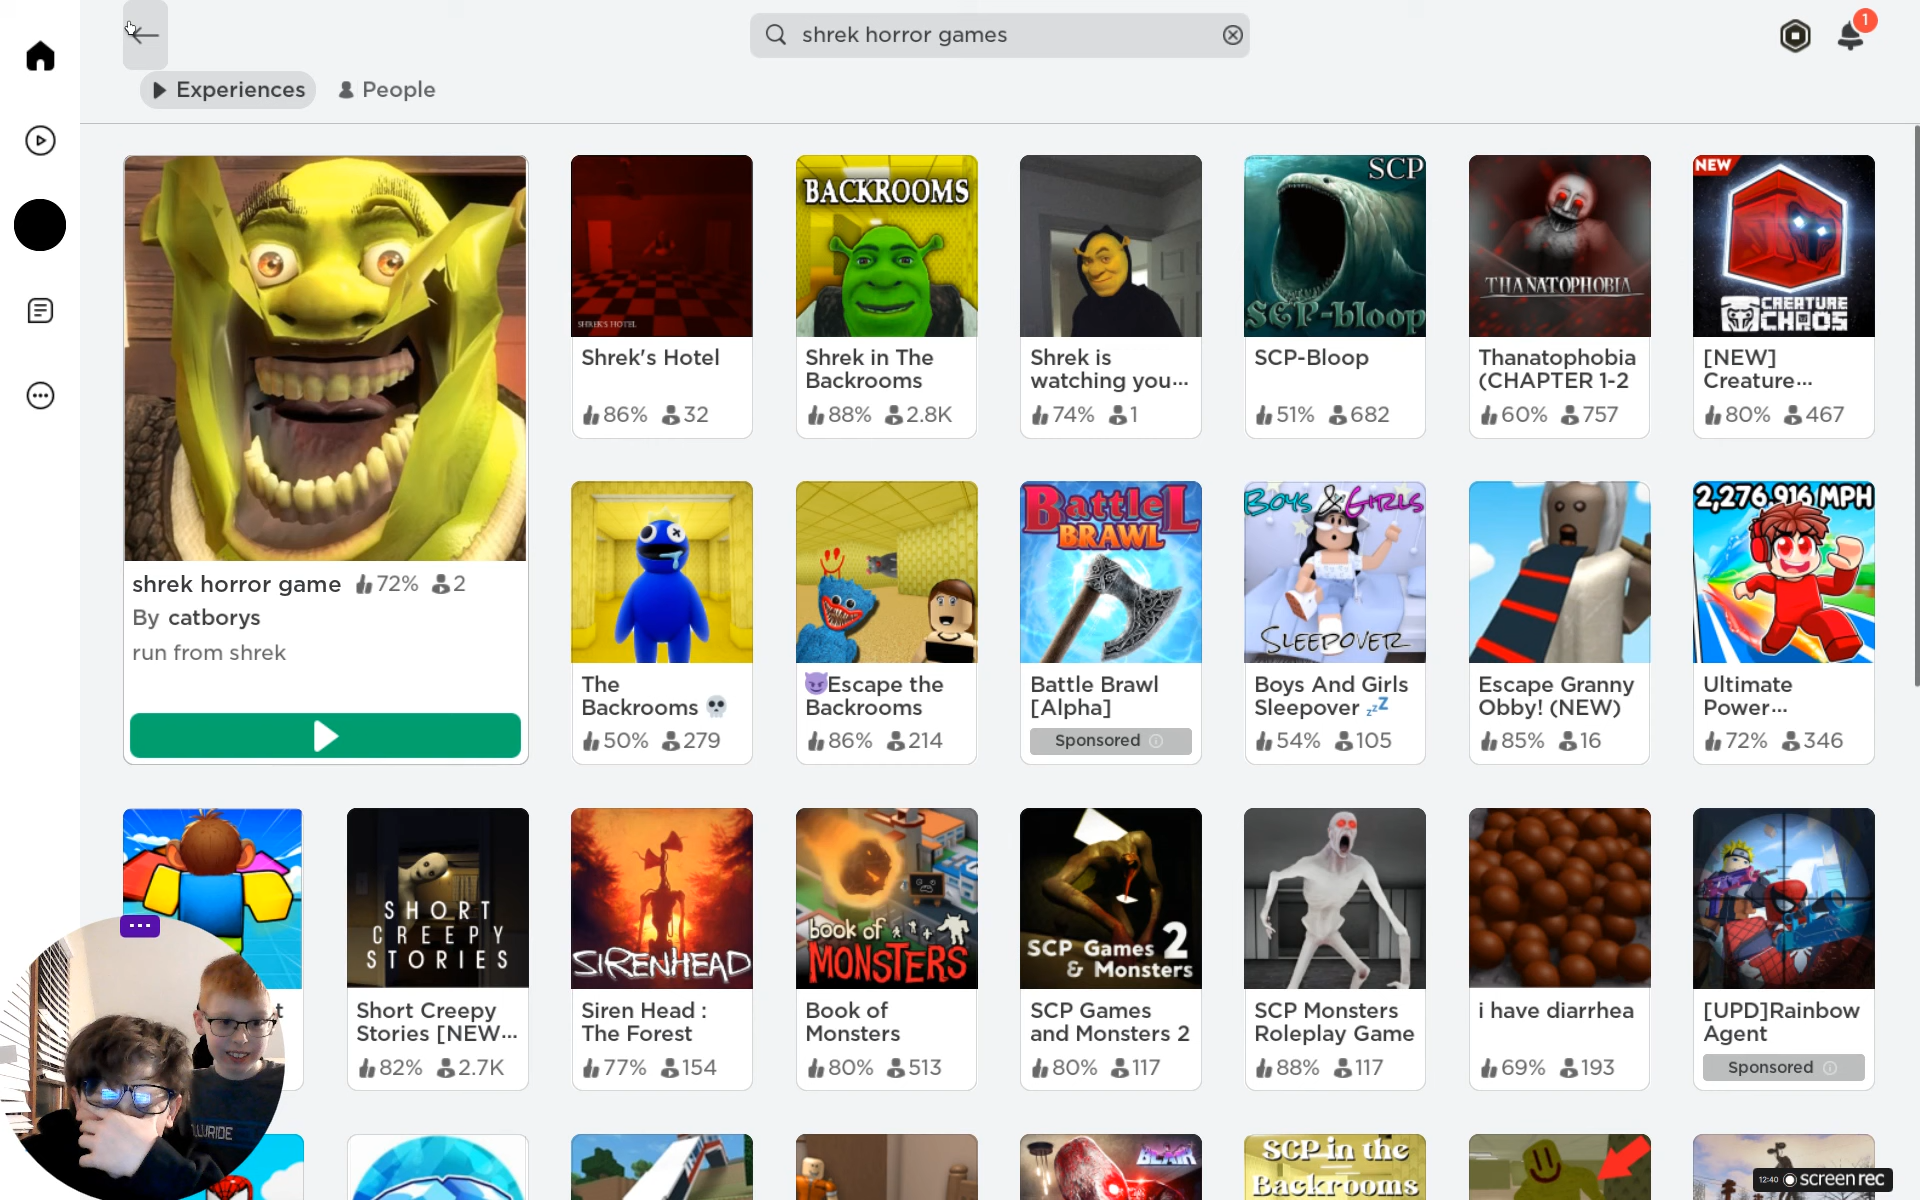 shrek horror games
1
Experiences
People
shrek horror game 72% 2
By catborys
run from shrek
SHREK'S HOTEL
Shrek's Hotel
86% 32
BACKROOMS
Shrek in The
Backrooms
88% 2.8K
Shrek is
watching you...
74% 1
SCP
SCP-bloop
SCP-Bloop
51% 682
THANATOPHOBIA
Thanatophobia
(CHAPTER 1-2
60% 757
NEW
CREATURE
CHAOS
[NEW]
Creature...
80% 467
The
Backrooms 💀
50% 279
😈Escape the
Backrooms
86% 214
BATTLE
BRAWL
Battle Brawl
[Alpha]
Sponsored
BOYS & GIRLS
SLEEPOVER
Boys And Girls
Sleepover 💤
54% 105
Escape Granny
Obby! (NEW)
85% 16
2,276,916 MPH
Ultimate
Power...
72% 346
SHORT
CREEPY
STORIES
Short Creepy
Stories [NEW...
82% 2.7K
SIRENHEAD
Siren Head :
The Forest
77% 154
book of
MONSTERS
Book of
Monsters
80% 513
SCP Games 2
& Monsters
SCP Games
and Monsters 2
80% 117
SCP Monsters
Roleplay Game
88% 117
i have diarrhea
69% 193
[UPD]Rainbow
Agent
Sponsored
SCP in the
Backrooms
12:40 screenrec